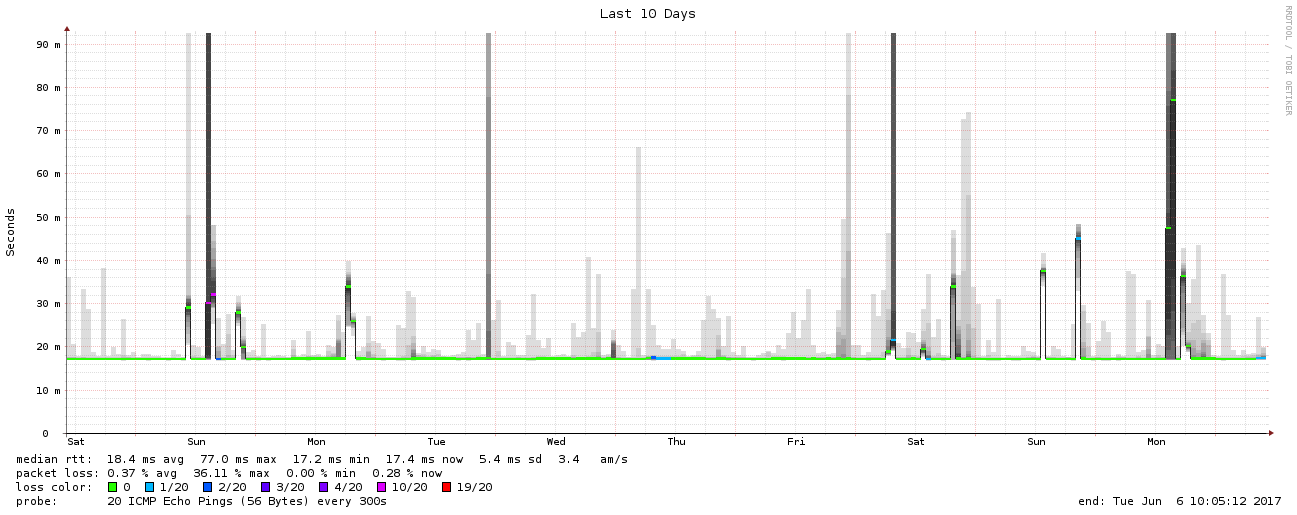 Last 10 Days
RRDTOOL / TOBI OETIKER
Seconds
90 m
80 m
70 m
60 m
50 m
40 m
30 m
20 m
10 m
0
Sat Sun Mon Tue Wed Thu Fri Sat Sun Mon
median rtt: 18.4 ms avg 77.0 ms max 17.2 ms min 17.4 ms now 5.4 ms sd 3.4 am/s
packet loss: 0.37 % avg 36.11 % max 0.00 % min 0.28 % now
loss color: 0 1/20 2/20 3/20 4/20 10/20 19/20
probe: 20 ICMP Echo Pings (56 Bytes) every 300s
end: Tue Jun 6 10:05:12 2017